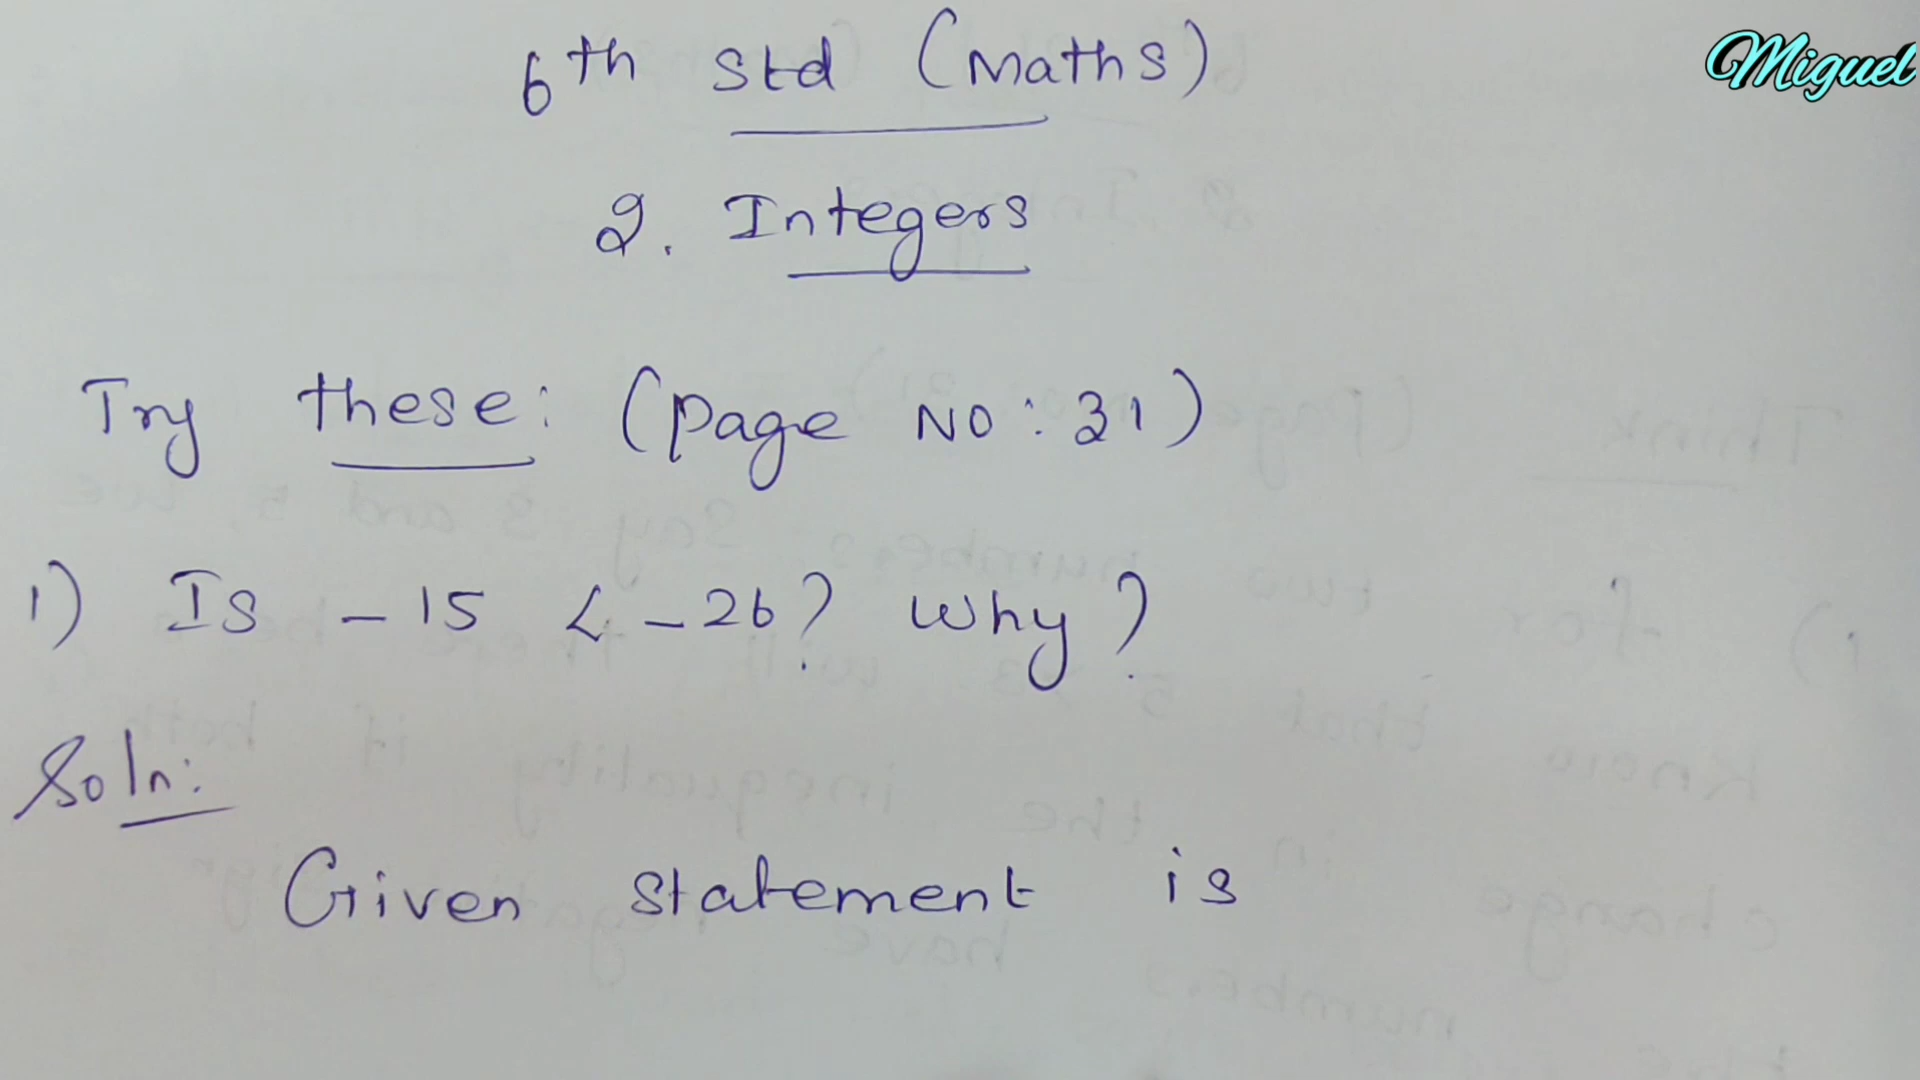 6th std (Maths)
Miguel
2. Integers
Try these: (page NO: 31)
1) Is -15 < -26? Why?
Soln:
Given statement is